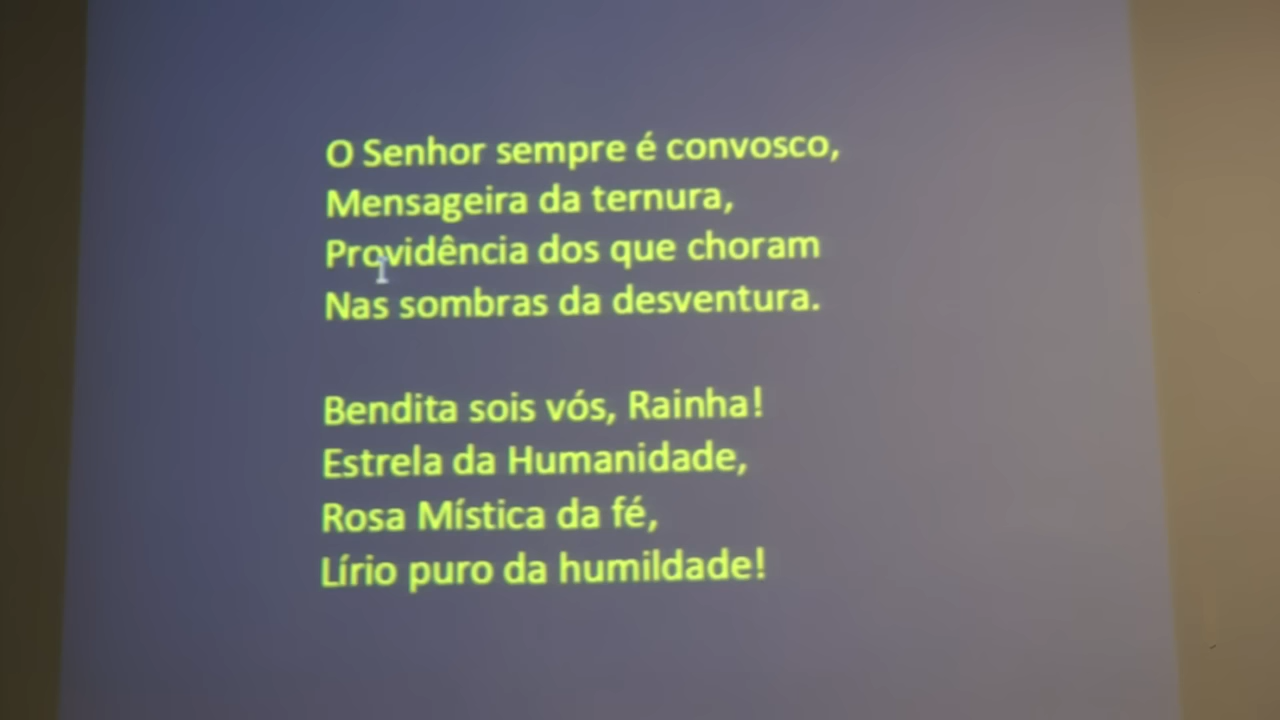 O Senhor sempre é convosco,
Mensageira da ternura,
Providência dos que choram
Nas sombras da desventura.
Bendita sois vós, Rainha!
Estrela da Humanidade,
Rosa Mística da fé,
Lírio puro da humildade!